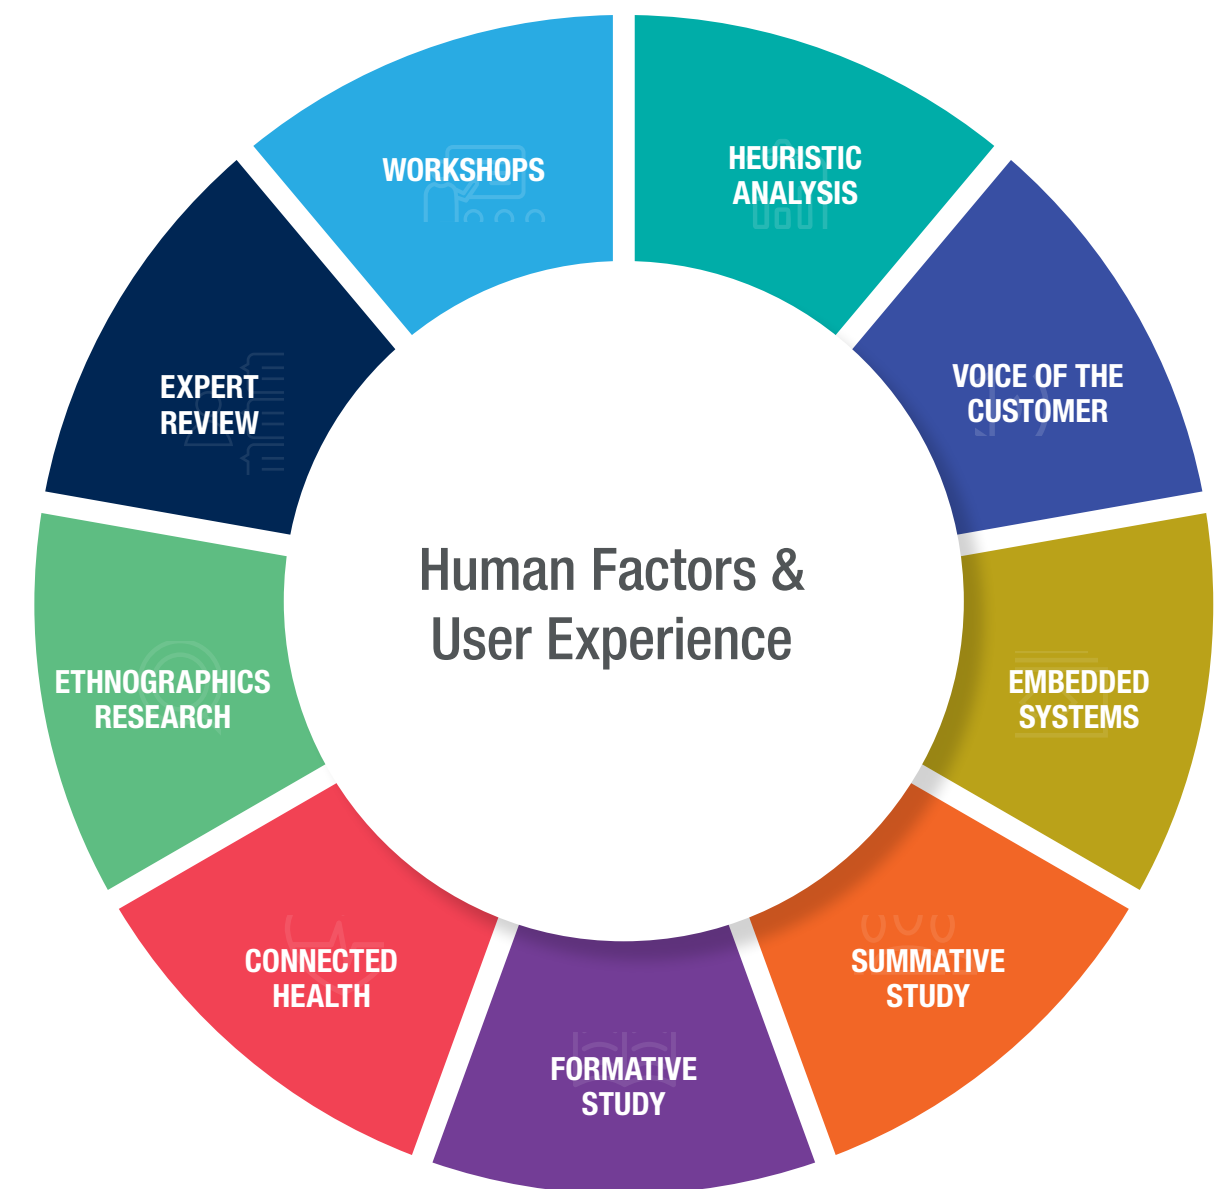 WORKSHOPS
HEURISTIC
ANALYSIS
VOICE OF THE
CUSTOMER
EMBEDDED
SYSTEMS
SUMMATIVE
STUDY
FORMATIVE
STUDY
CONNECTED
HEALTH
ETHNOGRAPHICS
RESEARCH
EXPERT
REVIEW
Human Factors &
User Experience